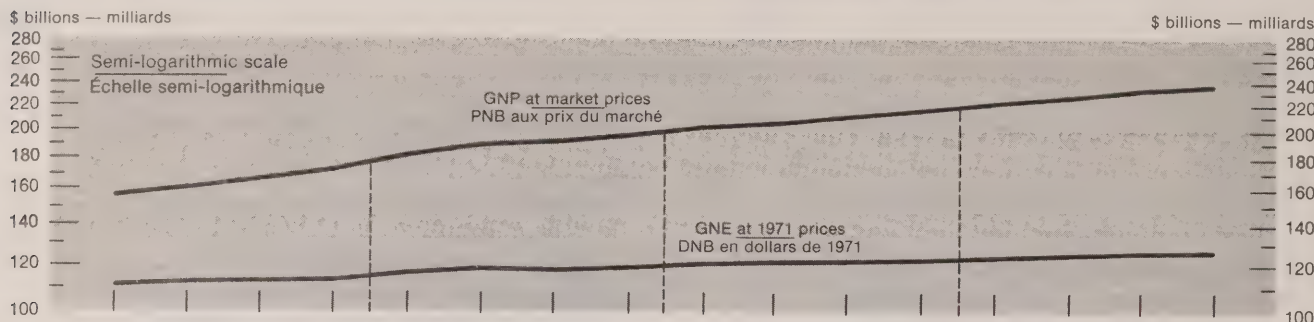 $ billions — milliards
$ billions — milliards
280
260
240
220
200
180
160
140
120
100
Semi-logarithmic scale
Échelle semi-logarithmique
GNP at market prices
PNB aux prix du marché
GNE at 1971 prices
DNB en dollars de 1971
280
260
240
220
200
180
160
140
120
100